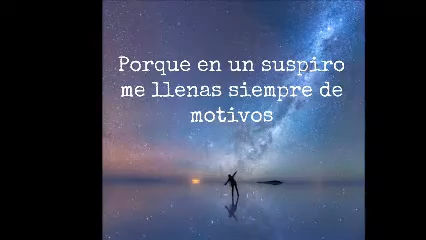 Porque en un suspiro
me llenas siempre de
motivos